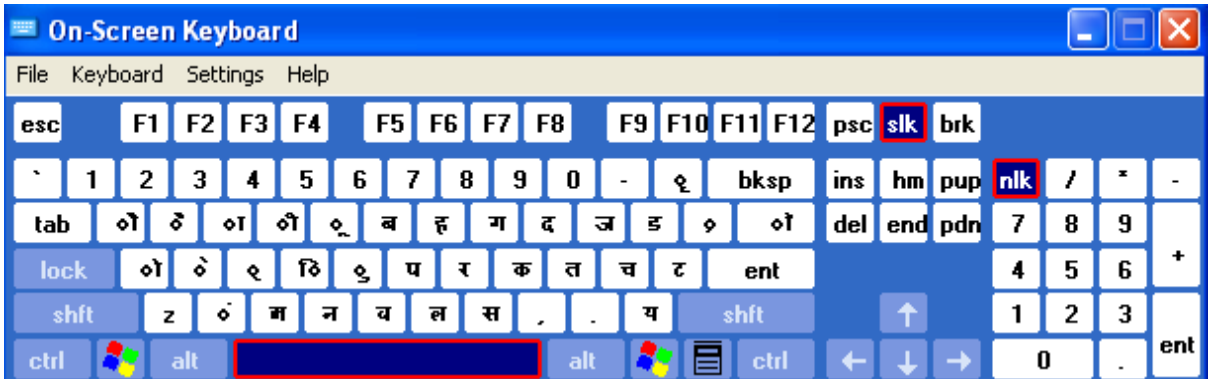 On-Screen Keyboard
File Keyboard Settings Help
esc F1 F2 F3 F4 F5 F6 F7 F8 F9 F10 F11 F12 psc slk brk
` 1 2 3 4 5 6 7 8 9 0 - ृ bksp ins hm pup nlk / * -
tab ौ ै ा ी ू ब ह ग द ज ड ़ ॉ del end pdn 7 8 9 +
lock ो े ् ि ु प र क त च ट ent 4 5 6
shft z ं म न व ल स , . य shft ↑ 1 2 3 ent
ctrl alt alt ctrl ← ↓ → 0 .